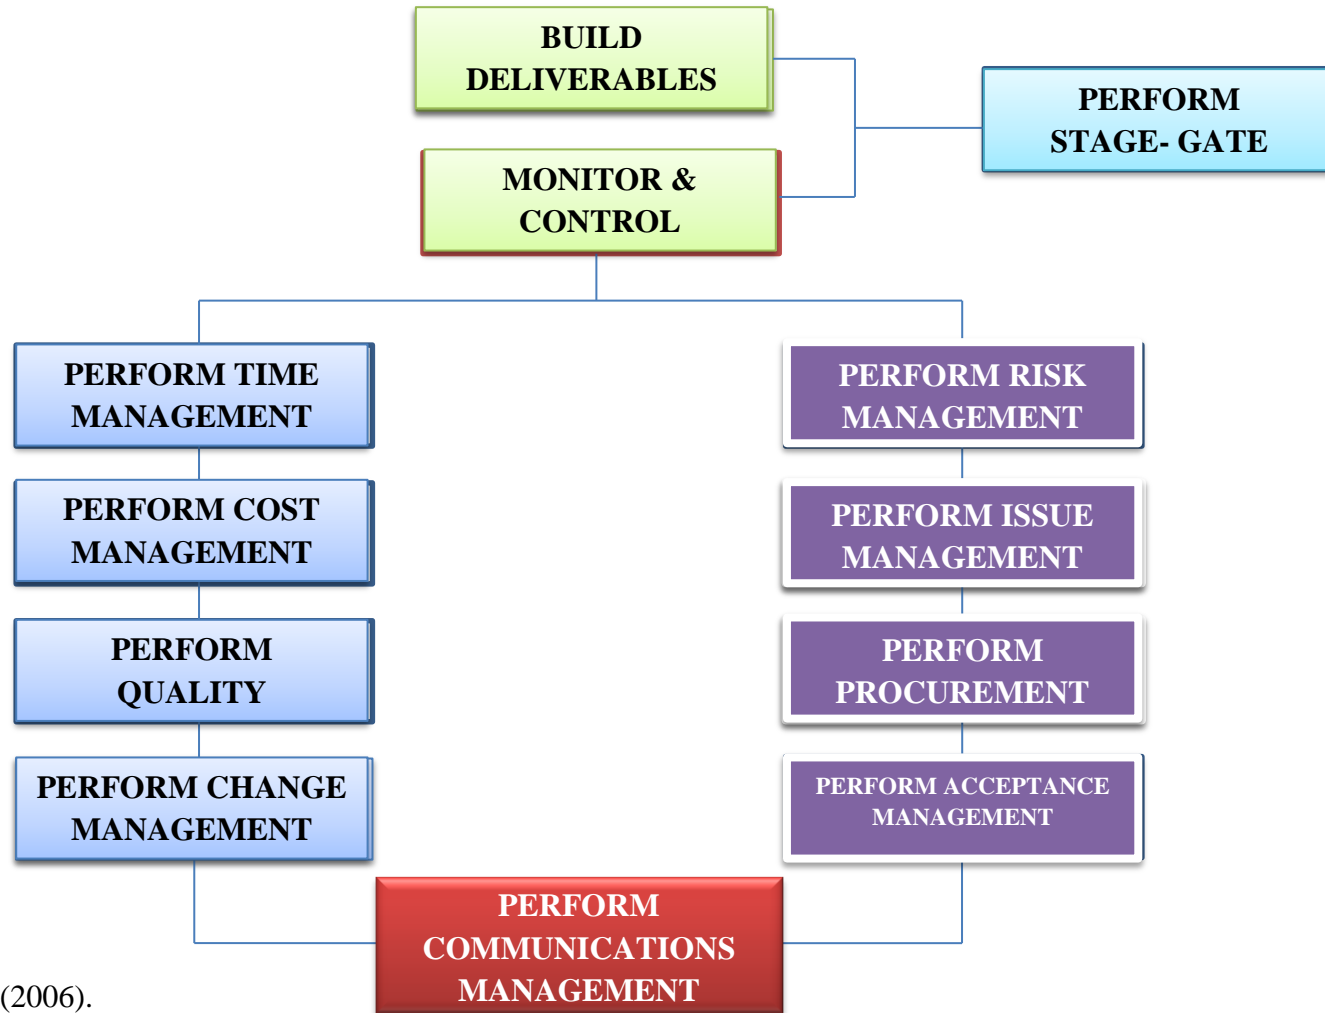 BUILD
DELIVERABLES
PERFORM
STAGE- GATE
MONITOR &
CONTROL
PERFORM TIME
MANAGEMENT
PERFORM RISK
MANAGEMENT
PERFORM COST
MANAGEMENT
PERFORM ISSUE
MANAGEMENT
PERFORM
QUALITY
PERFORM
PROCUREMENT
PERFORM CHANGE
MANAGEMENT
PERFORM ACCEPTANCE
MANAGEMENT
PERFORM
COMMUNICATIONS
MANAGEMENT
(2006).